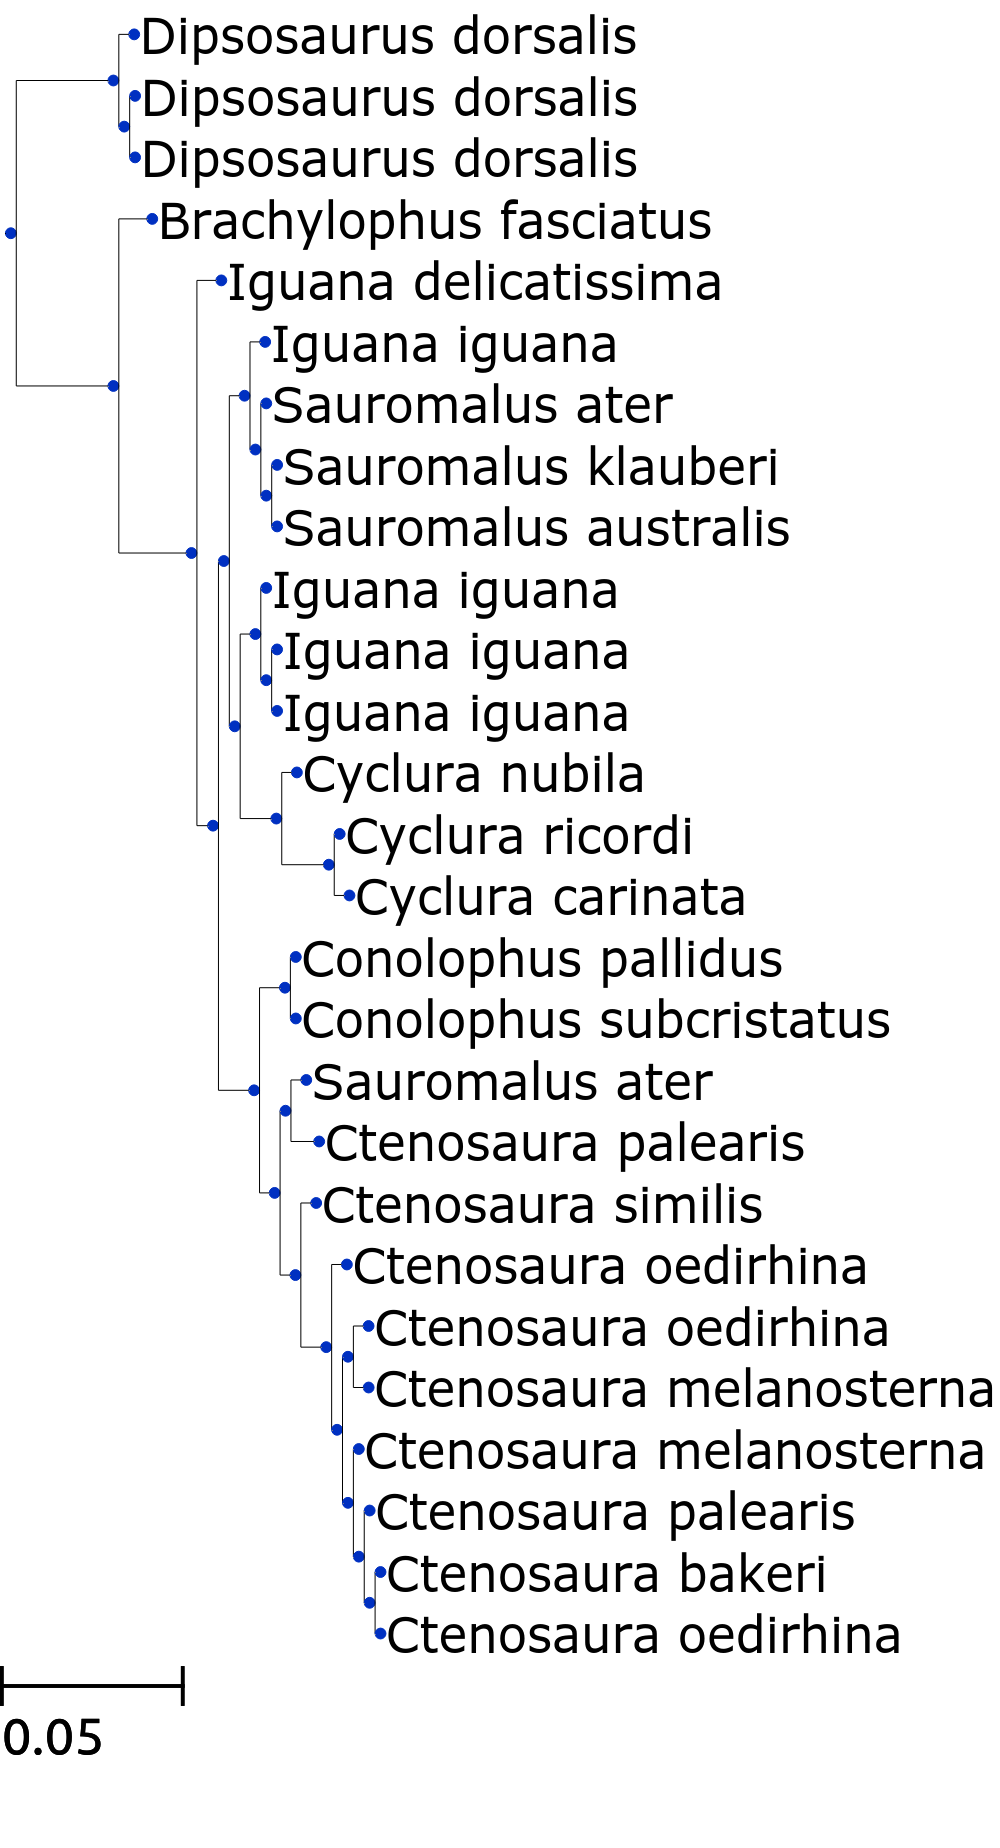 Dipsosaurus dorsalis
Dipsosaurus dorsalis
Dipsosaurus dorsalis
Brachylophus fasciatus
Iguana delicatissima
Iguana iguana
Sauromalus ater
Sauromalus klauberi
Sauromalus australis
Iguana iguana
Iguana iguana
Iguana iguana
Cyclura nubila
Cyclura ricordi
Cyclura carinata
Conolophus pallidus
Conolophus subcristatus
Sauromalus ater
Ctenosaura palearis
Ctenosaura similis
Ctenosaura oedirhina
Ctenosaura oedirhina
Ctenosaura melanosterna
Ctenosaura melanosterna
Ctenosaura palearis
Ctenosaura bakeri
Ctenosaura oedirhina
0.05